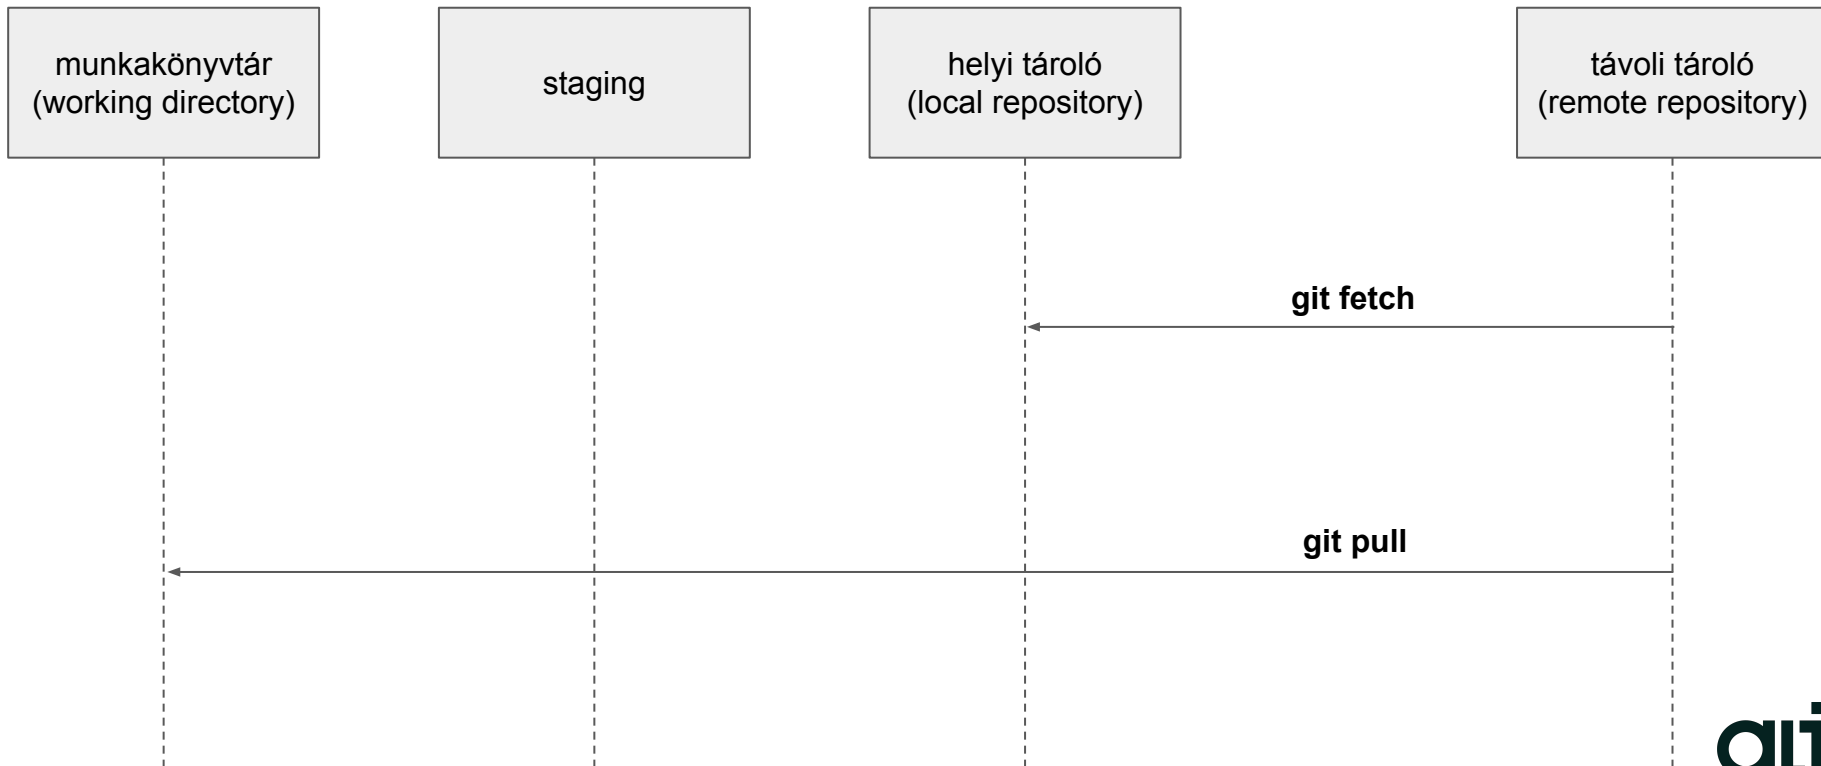 munkakönyvtár
(working directory)
staging
helyi tároló
(local repository)
távoli tároló
(remote repository)
git fetch
git pull